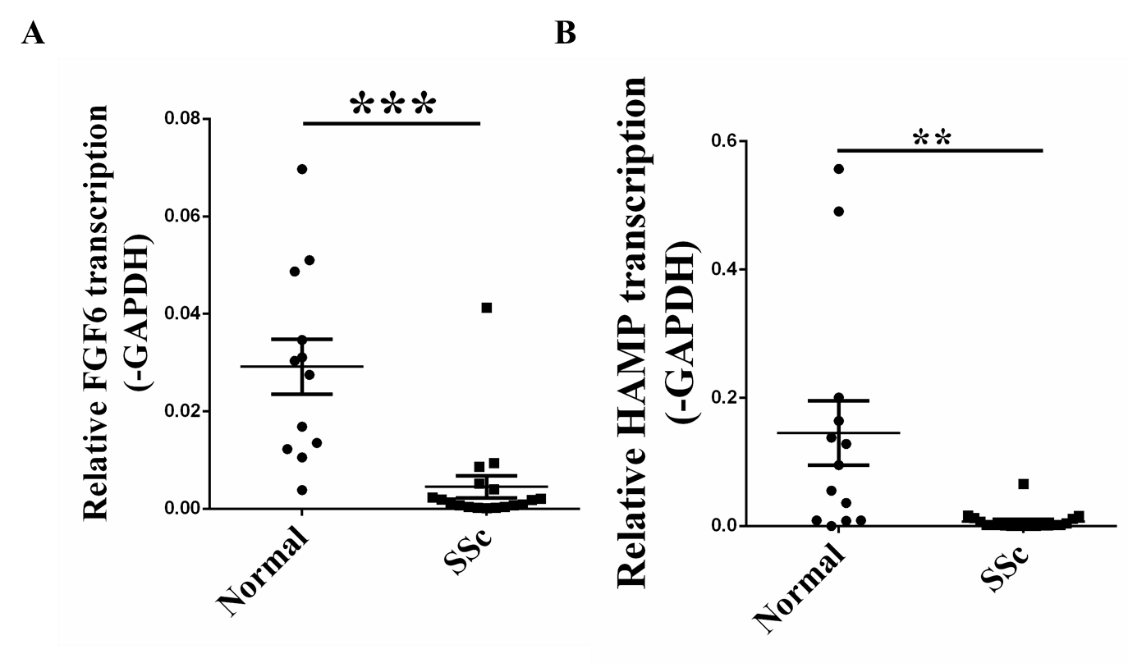 A
Relative FGF6 transcription
(-GAPDH)
***
0.08
0.06
0.04
0.02
0.00
Normal
SSc
B
Relative HAMP transcription
(-GAPDH)
**
0.6
0.4
0.2
0.0
Normal
SSc